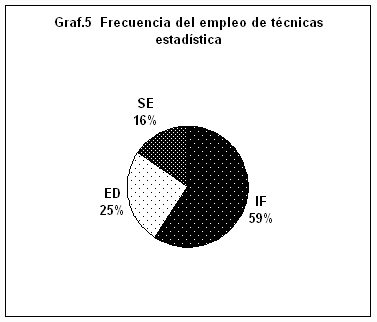 Graf.5 Frecuencia del empleo de técnicas
estadística
SE
16%
ED
25%
IF
59%